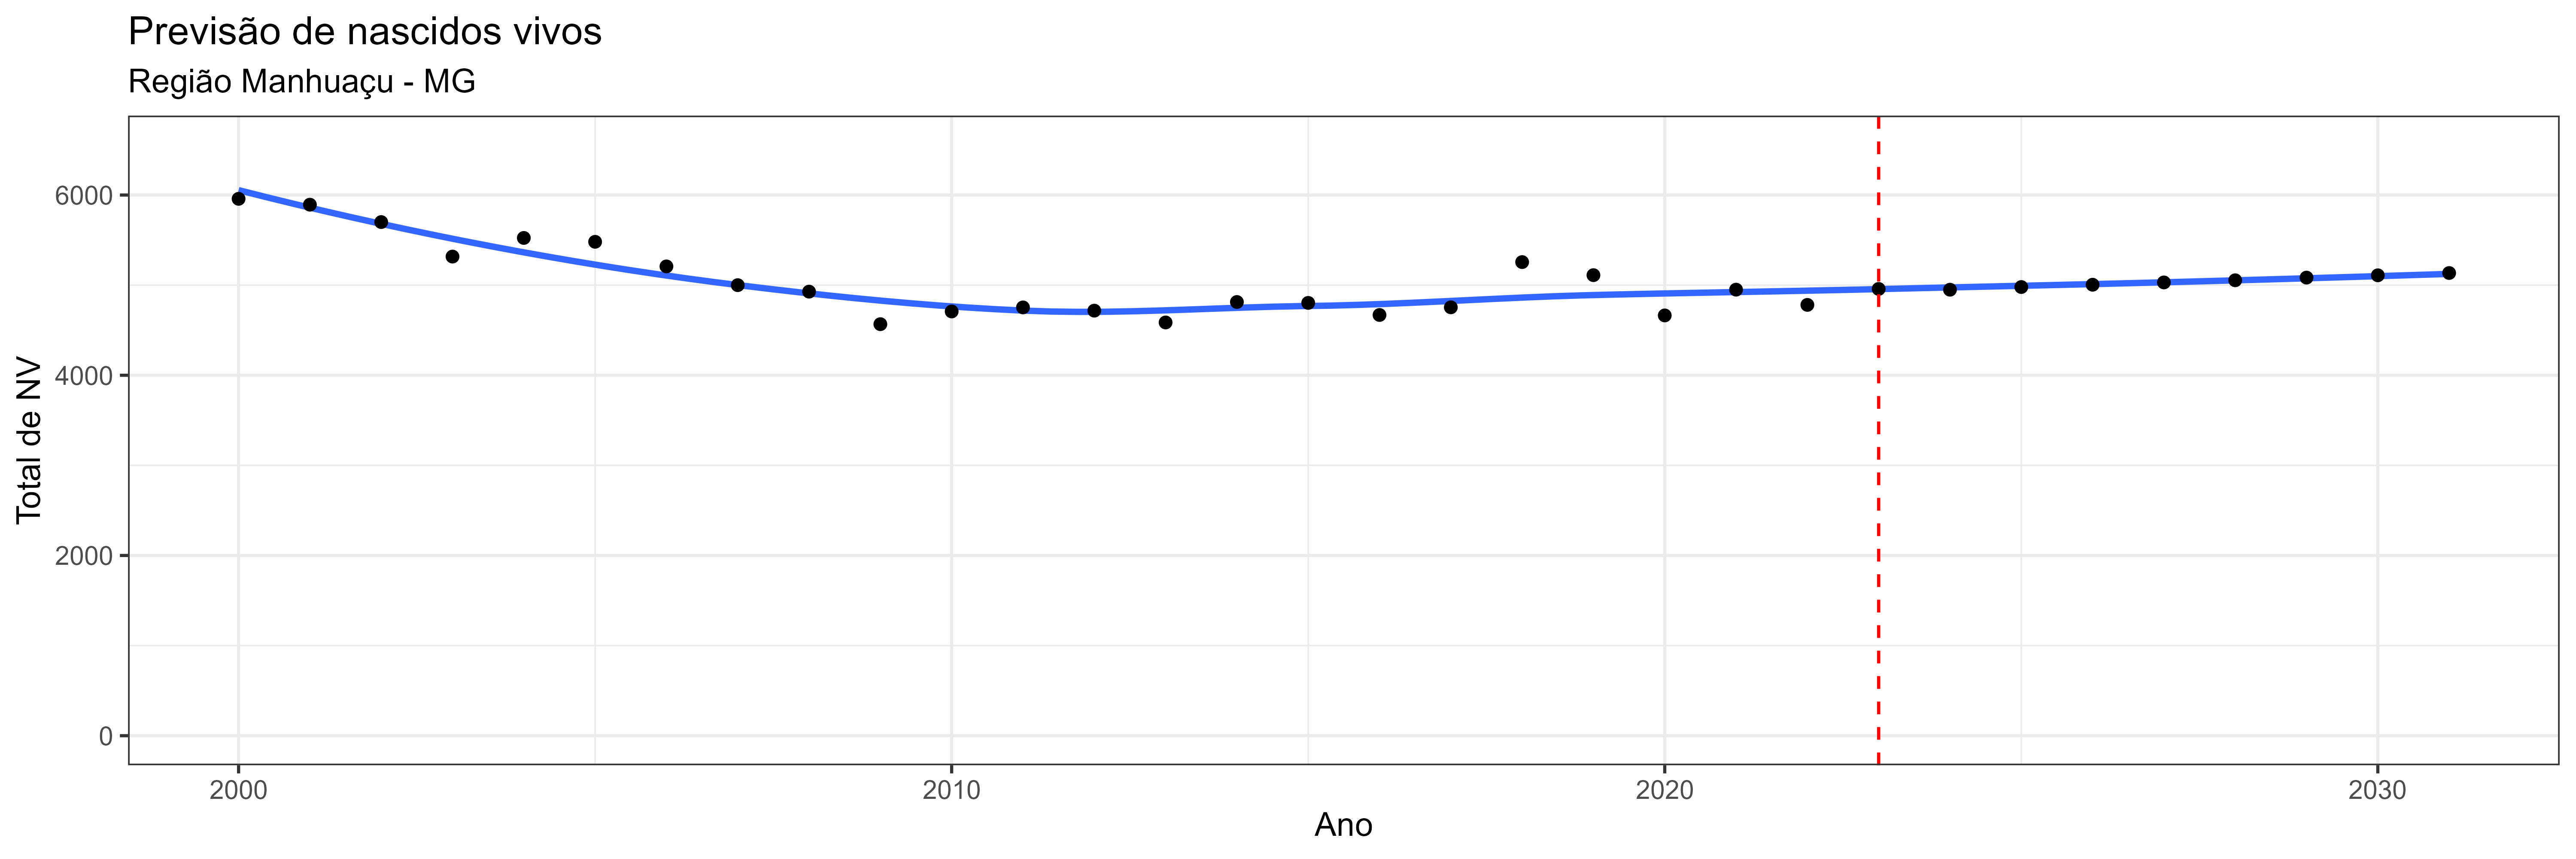 Previsão de nascidos vivos
Região Manhuaçu - MG
Total de NV
6000
4000
2000
0
2000
2010
2020
2030
Ano